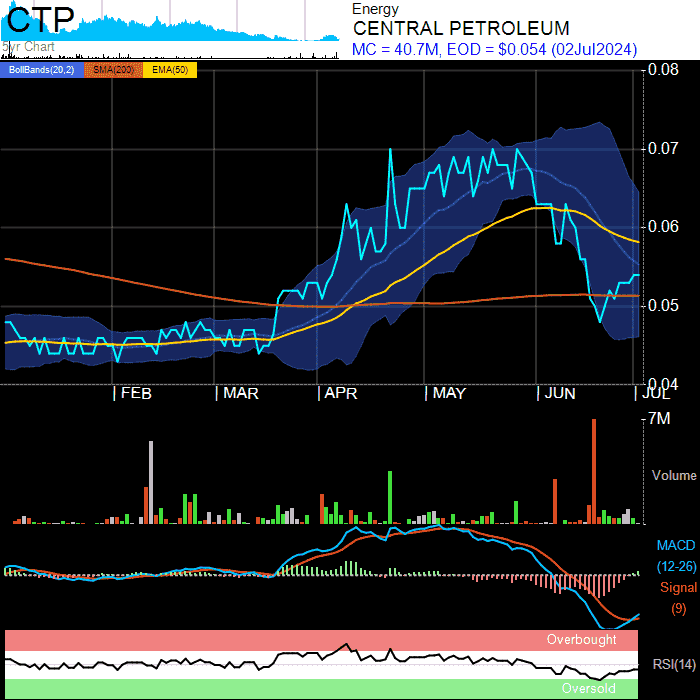 CTP
5yr Chart
Energy
CENTRAL PETROLEUM
MC = 40.7M, EOD = $0.054 (02Jul2024)
BollBands(20,2) SMA(200) EMA(50)
0.08
0.07
0.06
0.05
0.04
FEB MAR APR MAY JUN JUL
7M
Volume
MACD
(12-26)
Signal
(9)
Overbought
RSI(14)
Oversold